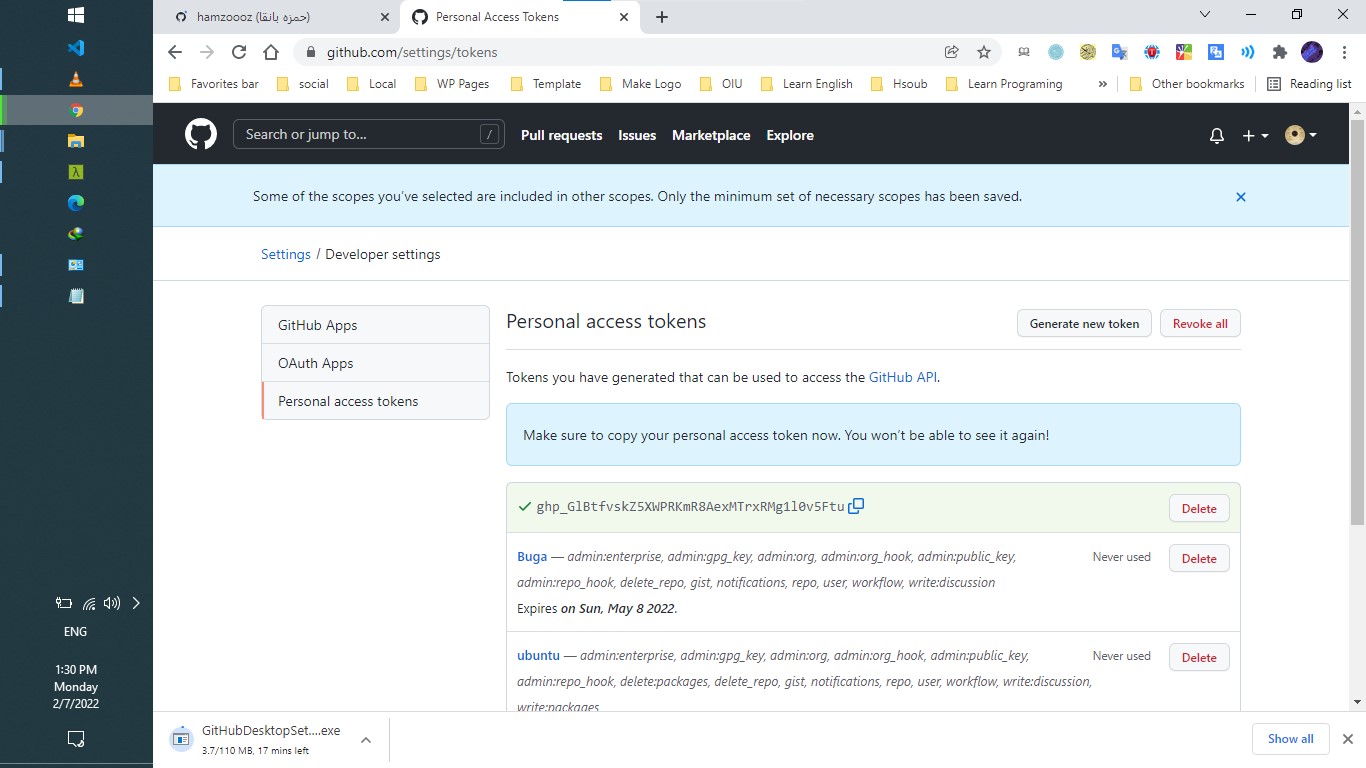 hamzoooz (حمزه بانقا)
Personal Access Tokens
github.com/settings/tokens
Favorites bar
social
Local
WP Pages
Template
Make Logo
OIU
Learn English
Hsoub
Learn Programing
»
Other bookmarks
Reading list
Search or jump to...
/
Pull requests
Issues
Marketplace
Explore
Some of the scopes you've selected are included in other scopes. Only the minimum set of necessary scopes has been saved.
Settings / Developer settings
GitHub Apps
OAuth Apps
Personal access tokens
Personal access tokens
Generate new token
Revoke all
Tokens you have generated that can be used to access the GitHub API.
Make sure to copy your personal access token now. You won't be able to see it again!
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
Delete
Buga — admin:enterprise, admin:gpg_key, admin:org, admin:org_hook, admin:public_key,
admin:repo_hook, delete_repo, gist, notifications, repo, user, workflow, write:discussion
Never used
Delete
Expires on Sun, May 8 2022.
ubuntu — admin:enterprise, admin:gpg_key, admin:org, admin:org_hook, admin:public_key,
admin:repo_hook, delete:packages, delete_repo, gist, notifications, repo, user, workflow, write:discussion,
write:packages
Never used
Delete
ENG
1:30 PM
Monday
2/7/2022
GitHubDesktopSet....exe
3.7/110 MB, 17 mins left
Show all